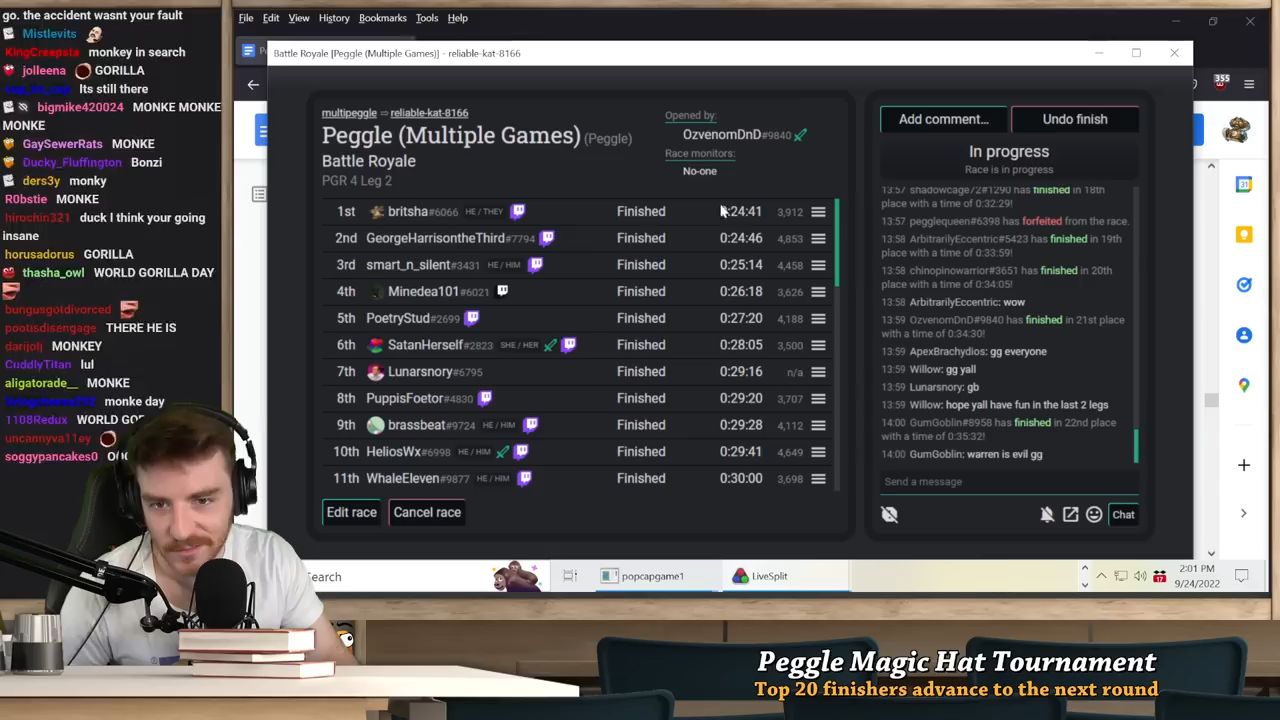 go. the accident wasnt your fault
Mistlevits
KingCreepsta monkey in search
jolleena GORILLA
Its still there
bigmike420024 MONKE MONKE
MONKE
GaySewerRats MONKE
Ducky_Fluffington Bonzi
ders3y monky
R0bstie MONKE
hirochin321 duck I think your going
insane
horusadorus GORILLA
thasha_owl WORLD GORILLA DAY
bungusgotdivorced
pootisdisengage THERE HE IS
darijolj MONKEY
CuddlyTitan lul
aligatorade__ MONKE
monke day
1108Redux WORLD GO
uncannyva11ey
soggypancakes0
File Edit View History Bookmarks Tools Help
Battle Royale [Peggle (Multiple Games)] - reliable-kat-8166
355
multipeggle ⇨ reliable-kat-8166
Peggle (Multiple Games) (Peggle)
Battle Royale
PGR 4 Leg 2
Opened by:
OzvenomDnD#9840
Race monitors:
No-one
1st britsha#6066 HE / THEY Finished 0:24:41 3,912
2nd GeorgeHarrisontheThird#7794 Finished 0:24:46 4,853
3rd smart_n_silent#3431 HE / HIM Finished 0:25:14 4,458
4th Minedea101#6021 Finished 0:26:18 3,626
5th PoetryStud#2699 Finished 0:27:20 4,188
6th SatanHerself#2823 SHE / HER Finished 0:28:05 3,500
7th Lunarsnory#6795 Finished 0:29:16 n/a
8th PuppisFoetor#4830 Finished 0:29:20 3,707
9th brassbeat#9724 HE / HIM Finished 0:29:28 4,112
10th HeliosWx#6998 HE / HIM Finished 0:29:41 4,649
11th WhaleEleven#9877 HE / HIM Finished 0:30:00 3,698
Edit race Cancel race
Add comment... Undo finish
In progress
Race is in progress
13:57 shadowcage72#1290 has finished in 18th
place with a time of 0:32:29!
13:57 pegglequeen#6398 has forfeited from the race.
13:58 ArbitrarilyEccentric#5423 has finished in 19th
place with a time of 0:33:59!
13:58 chinopinowarrior#3651 has finished in 20th
place with a time of 0:34:05!
13:58 ArbitrarilyEccentric: wow
13:59 OzvenomDnD#9840 has finished in 21st place
with a time of 0:34:30!
13:59 ApexBrachydios: gg everyone
13:59 Willow: gg yall
13:59 Lunarsnory: gb
13:59 Willow: hope yall have fun in the last 2 legs
14:00 GumGoblin#8958 has finished in 22nd place
with a time of 0:35:32!
14:00 GumGoblin: warren is evil gg
Send a message
Chat
Search
popcapgame1
LiveSplit
17
2:01 PM
9/24/2022
Peggle Magic Hat Tournament
Top 20 finishers advance to the next round